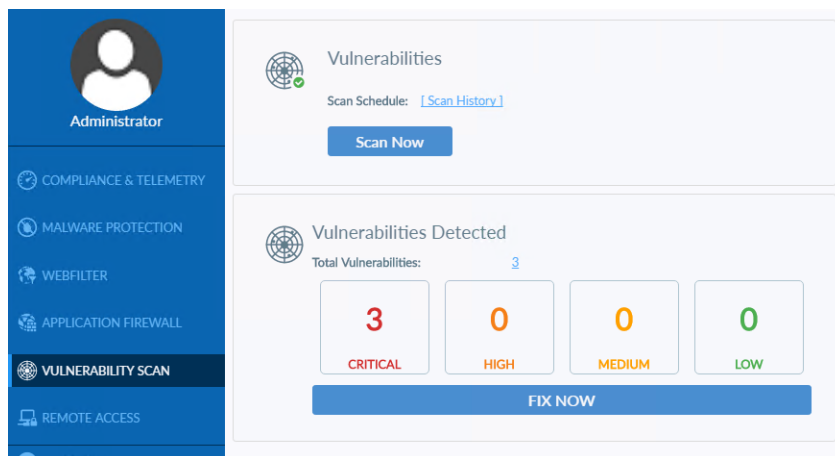 Administrator
COMPLIANCE & TELEMETRY
MALWARE PROTECTION
WEBFILTER
APPLICATION FIREWALL
VULNERABILITY SCAN
REMOTE ACCESS
Vulnerabilities
Scan Schedule: [ Scan History ]
Scan Now
Vulnerabilities Detected
Total Vulnerabilities: 3
3 0 0 0
CRITICAL HIGH MEDIUM LOW
FIX NOW